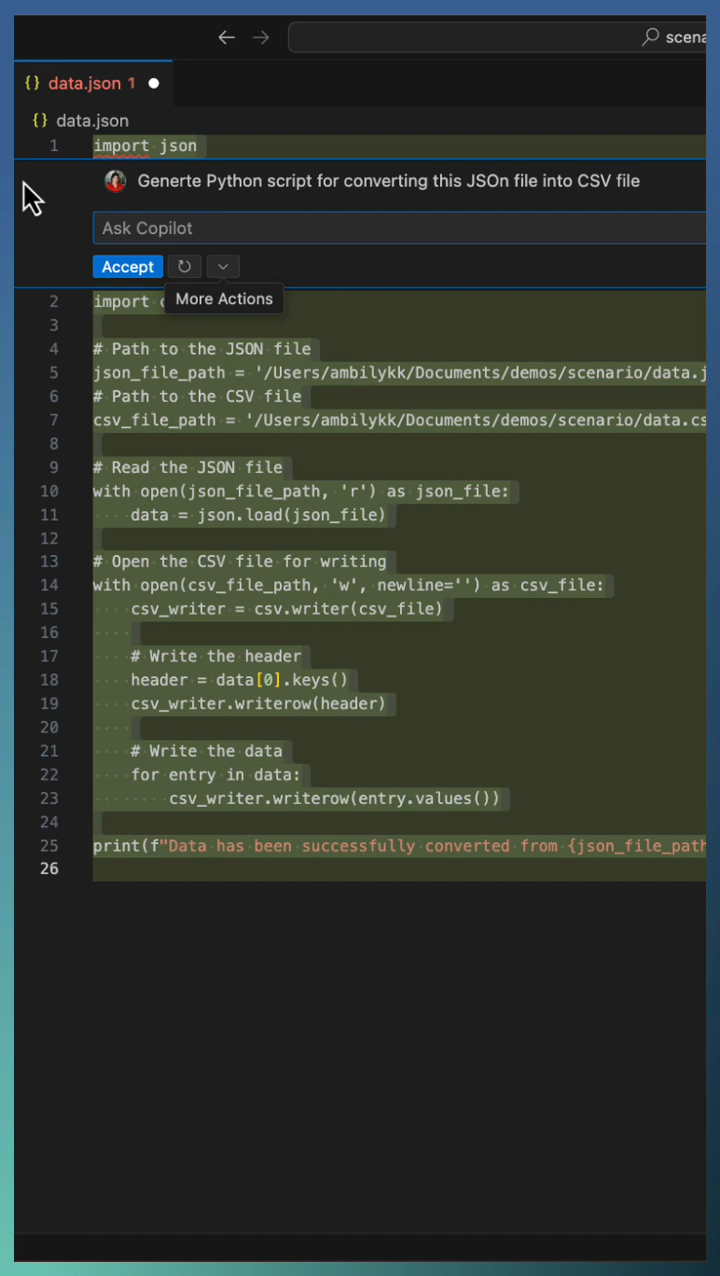 scena
{} data.json 1
{} data.json
1 import json
Generte Python script for converting this JSOn file into CSV file
Ask Copilot
Accept
More Actions
2 import c
3
4 # Path to the JSON file
5 json_file_path = '/Users/ambilykk/Documents/demos/scenario/data.j
6 # Path to the CSV file
7 csv_file_path = '/Users/ambilykk/Documents/demos/scenario/data.cs
8
9 # Read the JSON file
10 with open(json_file_path, 'r') as json_file:
11     data = json.load(json_file)
12
13 # Open the CSV file for writing
14 with open(csv_file_path, 'w', newline='') as csv_file:
15     csv_writer = csv.writer(csv_file)
16
17     # Write the header
18     header = data[0].keys()
19     csv_writer.writerow(header)
20
21     # Write the data
22     for entry in data:
23         csv_writer.writerow(entry.values())
24
25 print(f"Data has been successfully converted from {json_file_path
26